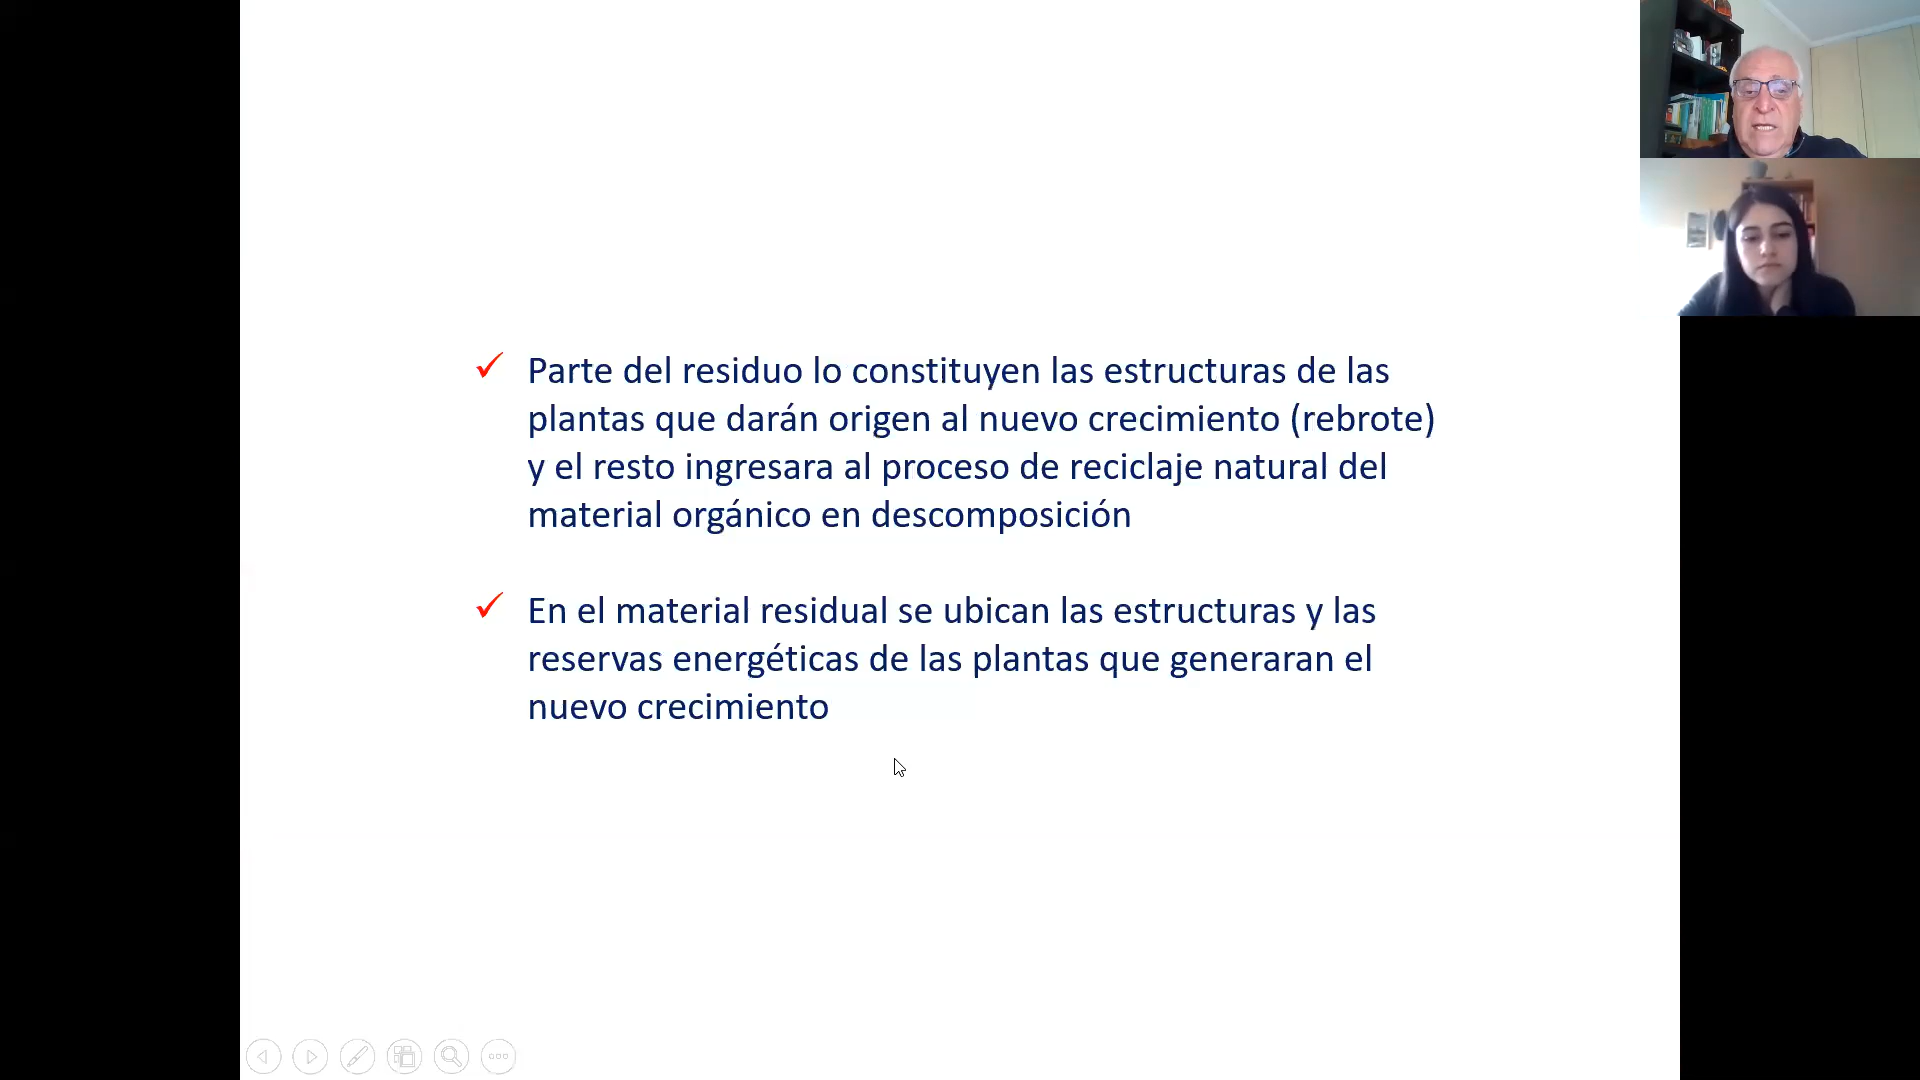 Parte del residuo lo constituyen las estructuras de las
plantas que darán origen al nuevo crecimiento (rebrote)
y el resto ingresara al proceso de reciclaje natural del
material orgánico en descomposición
En el material residual se ubican las estructuras y las
reservas energéticas de las plantas que generaran el
nuevo crecimiento